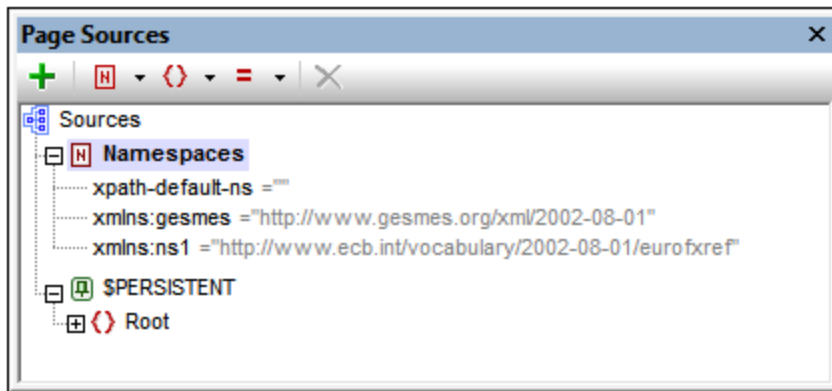 Page Sources
Sources
Namespaces
xpath-default-ns =""
xmlns:gesmes ="http://www.gesmes.org/xml/2002-08-01"
xmlns:ns1 ="http://www.ecb.int/vocabulary/2002-08-01/eurofxref"
$PERSISTENT
Root